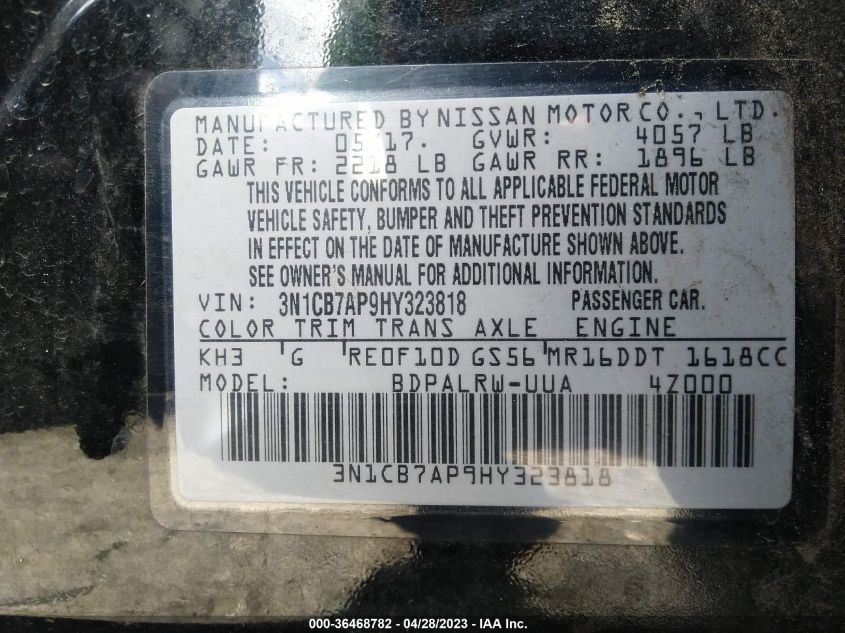 MANUFACTURED BY NISSAN MOTOR CO., LTD.
DATE: 05/17. GVWR: 4057 LB
GAWR FR: 2218 LB GAWR RR: 1896 LB
THIS VEHICLE CONFORMS TO ALL APPLICABLE FEDERAL MOTOR
VEHICLE SAFETY, BUMPER AND THEFT PREVENTION STANDARDS
IN EFFECT ON THE DATE OF MANUFACTURE SHOWN ABOVE.
SEE OWNER'S MANUAL FOR ADDITIONAL INFORMATION.
VIN: 3N1CB7AP9HY323818 PASSENGER CAR.
COLOR TRIM TRANS AXLE ENGINE
KH3 G RE0F10D GS56 MR16DDT 1618CC
MODEL: BDPALRW-UUA 4Z000
3N1CB7AP9HY323818
000-36468782 - 04/28/2023 - IAA Inc.